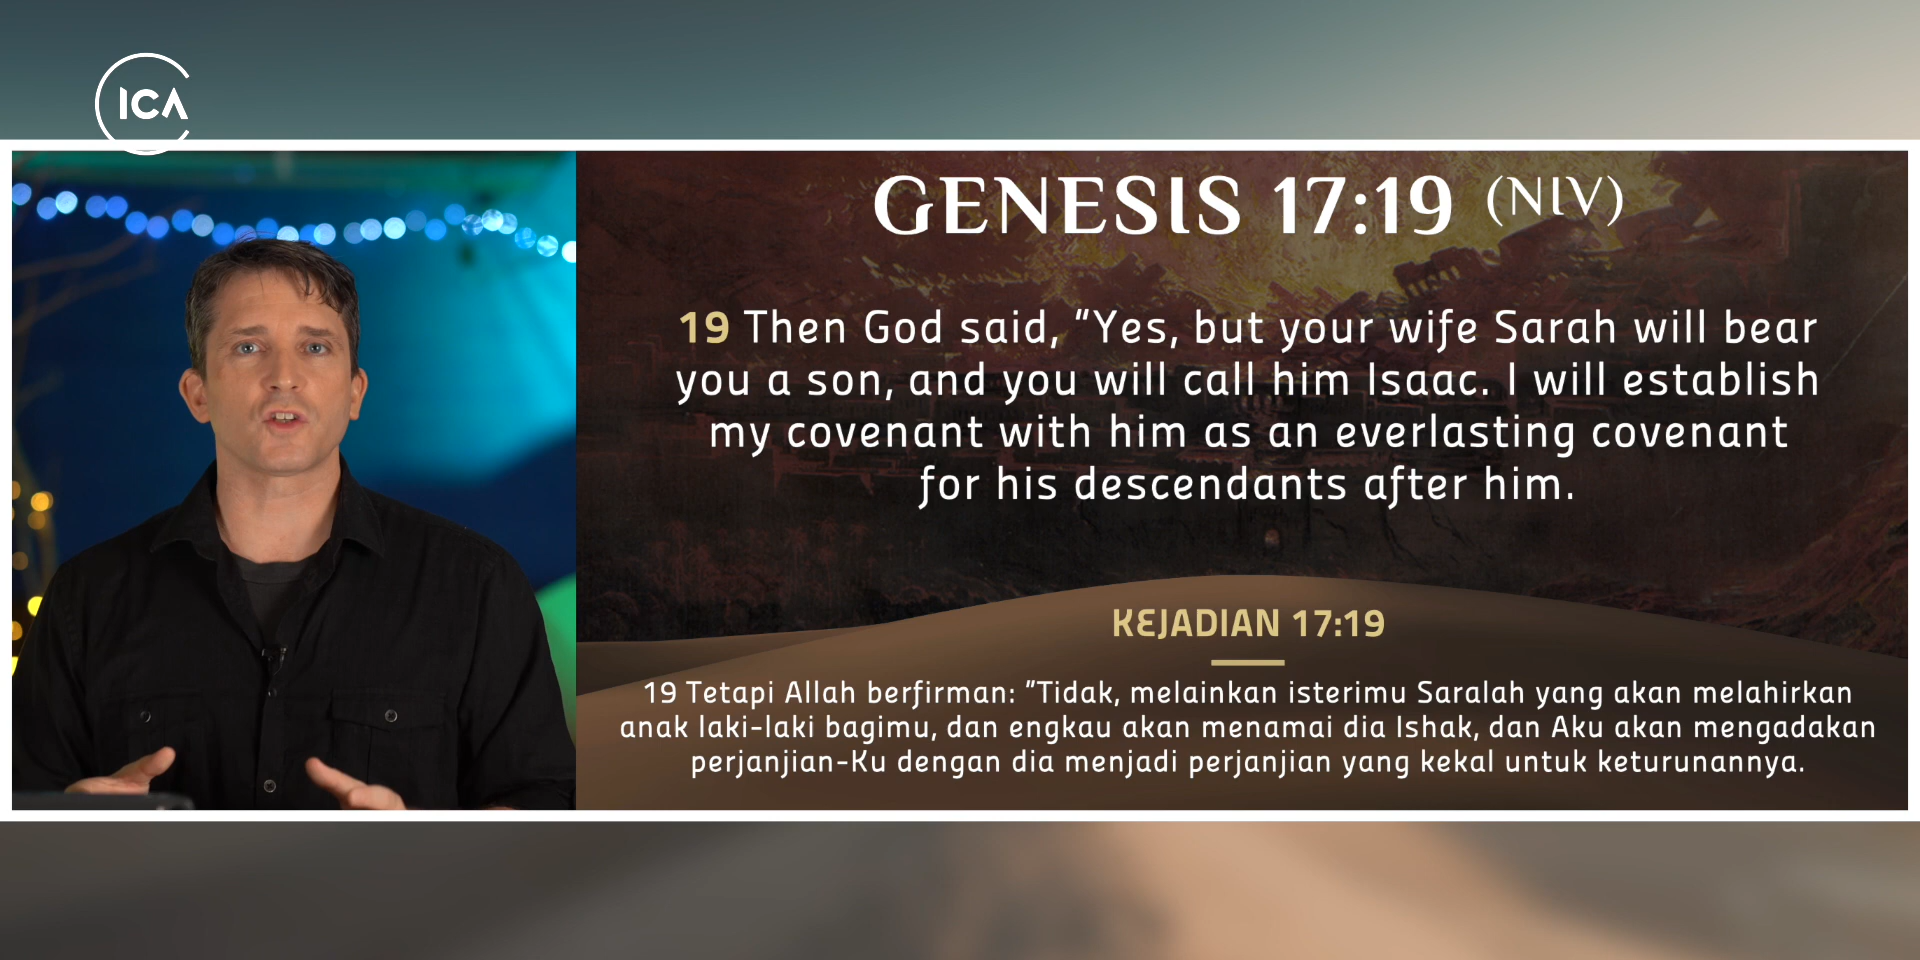 ICA
GENESIS 17:19 (NIV)
19 Then God said, "Yes, but your wife Sarah will bear
you a son, and you will call him Isaac. I will establish
my covenant with him as an everlasting covenant
for his descendants after him.
KEJADIAN 17:19
19 Tetapi Allah berfirman: "Tidak, melainkan isterimu Saralah yang akan melahirkan
anak laki-laki bagimu, dan engkau akan menamai dia Ishak, dan Aku akan mengadakan
perjanjian-Ku dengan dia menjadi perjanjian yang kekal untuk keturunannya.